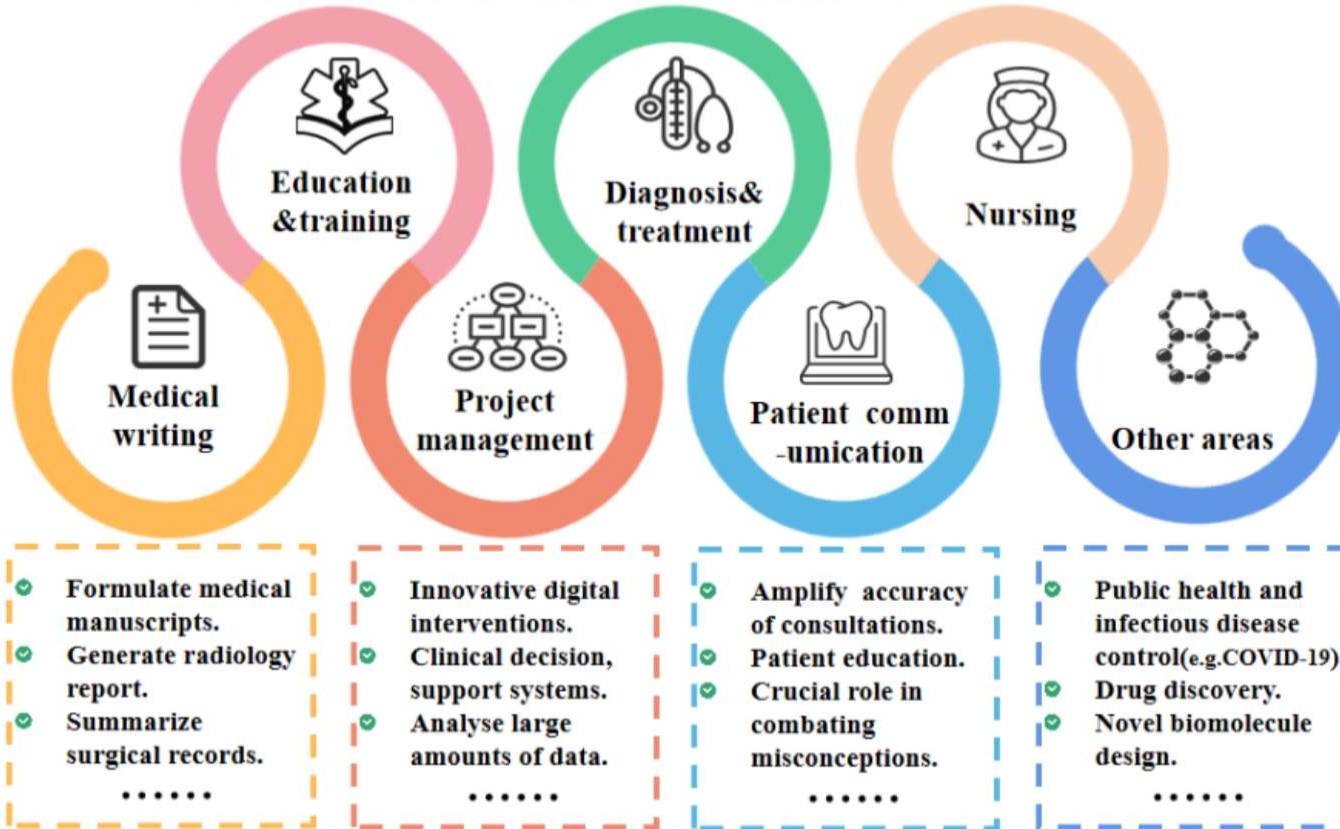 Education
&training
Diagnosis&
treatment
Nursing
Medical
writing
Project
management
Patient comm
-umication
Other areas
Formulate medical
manuscripts.
Generate radiology
report.
Summarize
surgical records.
......
Innovative digital
interventions.
Clinical decision,
support systems.
Analyse large
amounts of data.
......
Amplify accuracy
of consultations.
Patient education.
Crucial role in
combating
misconceptions.
......
Public health and
infectious disease
control(e.g.COVID-19)
Drug discovery.
Novel biomolecule
design.
......